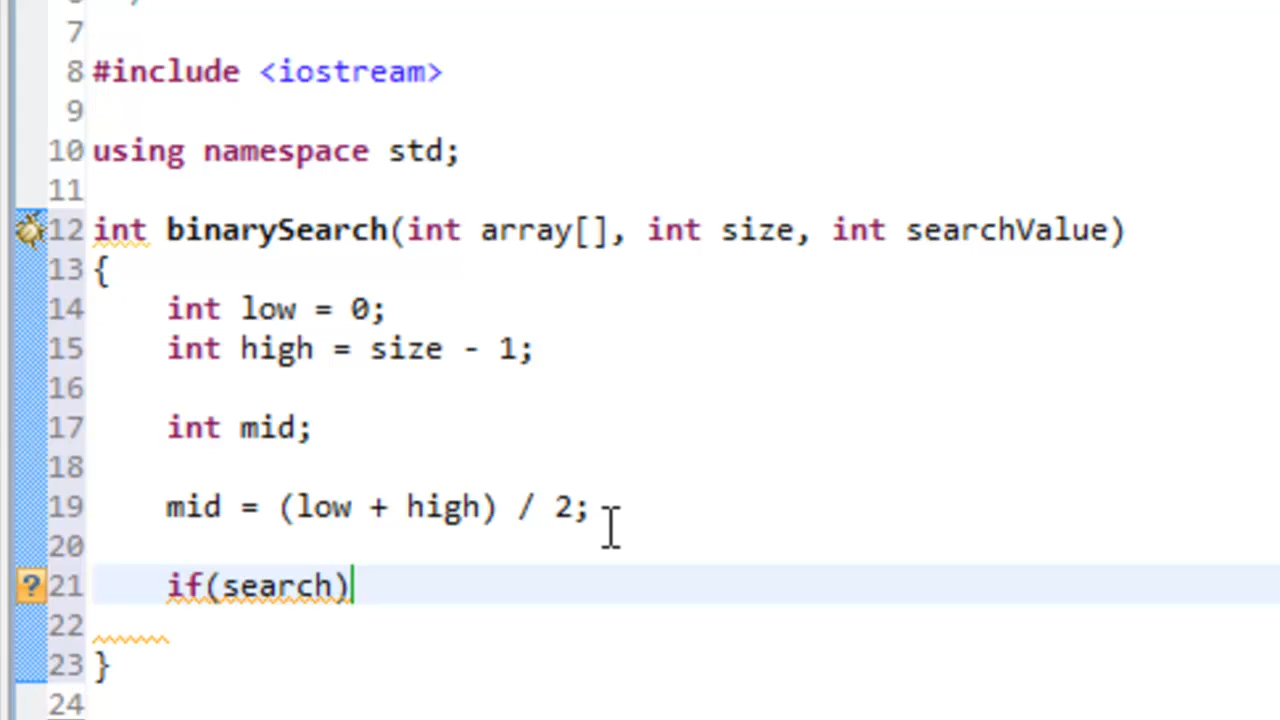 7
8 #include <iostream>
9
10 using namespace std;
11
12 int binarySearch(int array[], int size, int searchValue)
13 {
14     int low = 0;
15     int high = size - 1;
16
17     int mid;
18
19     mid = (low + high) / 2;
20
? 21     if(search)
22
23 }
24